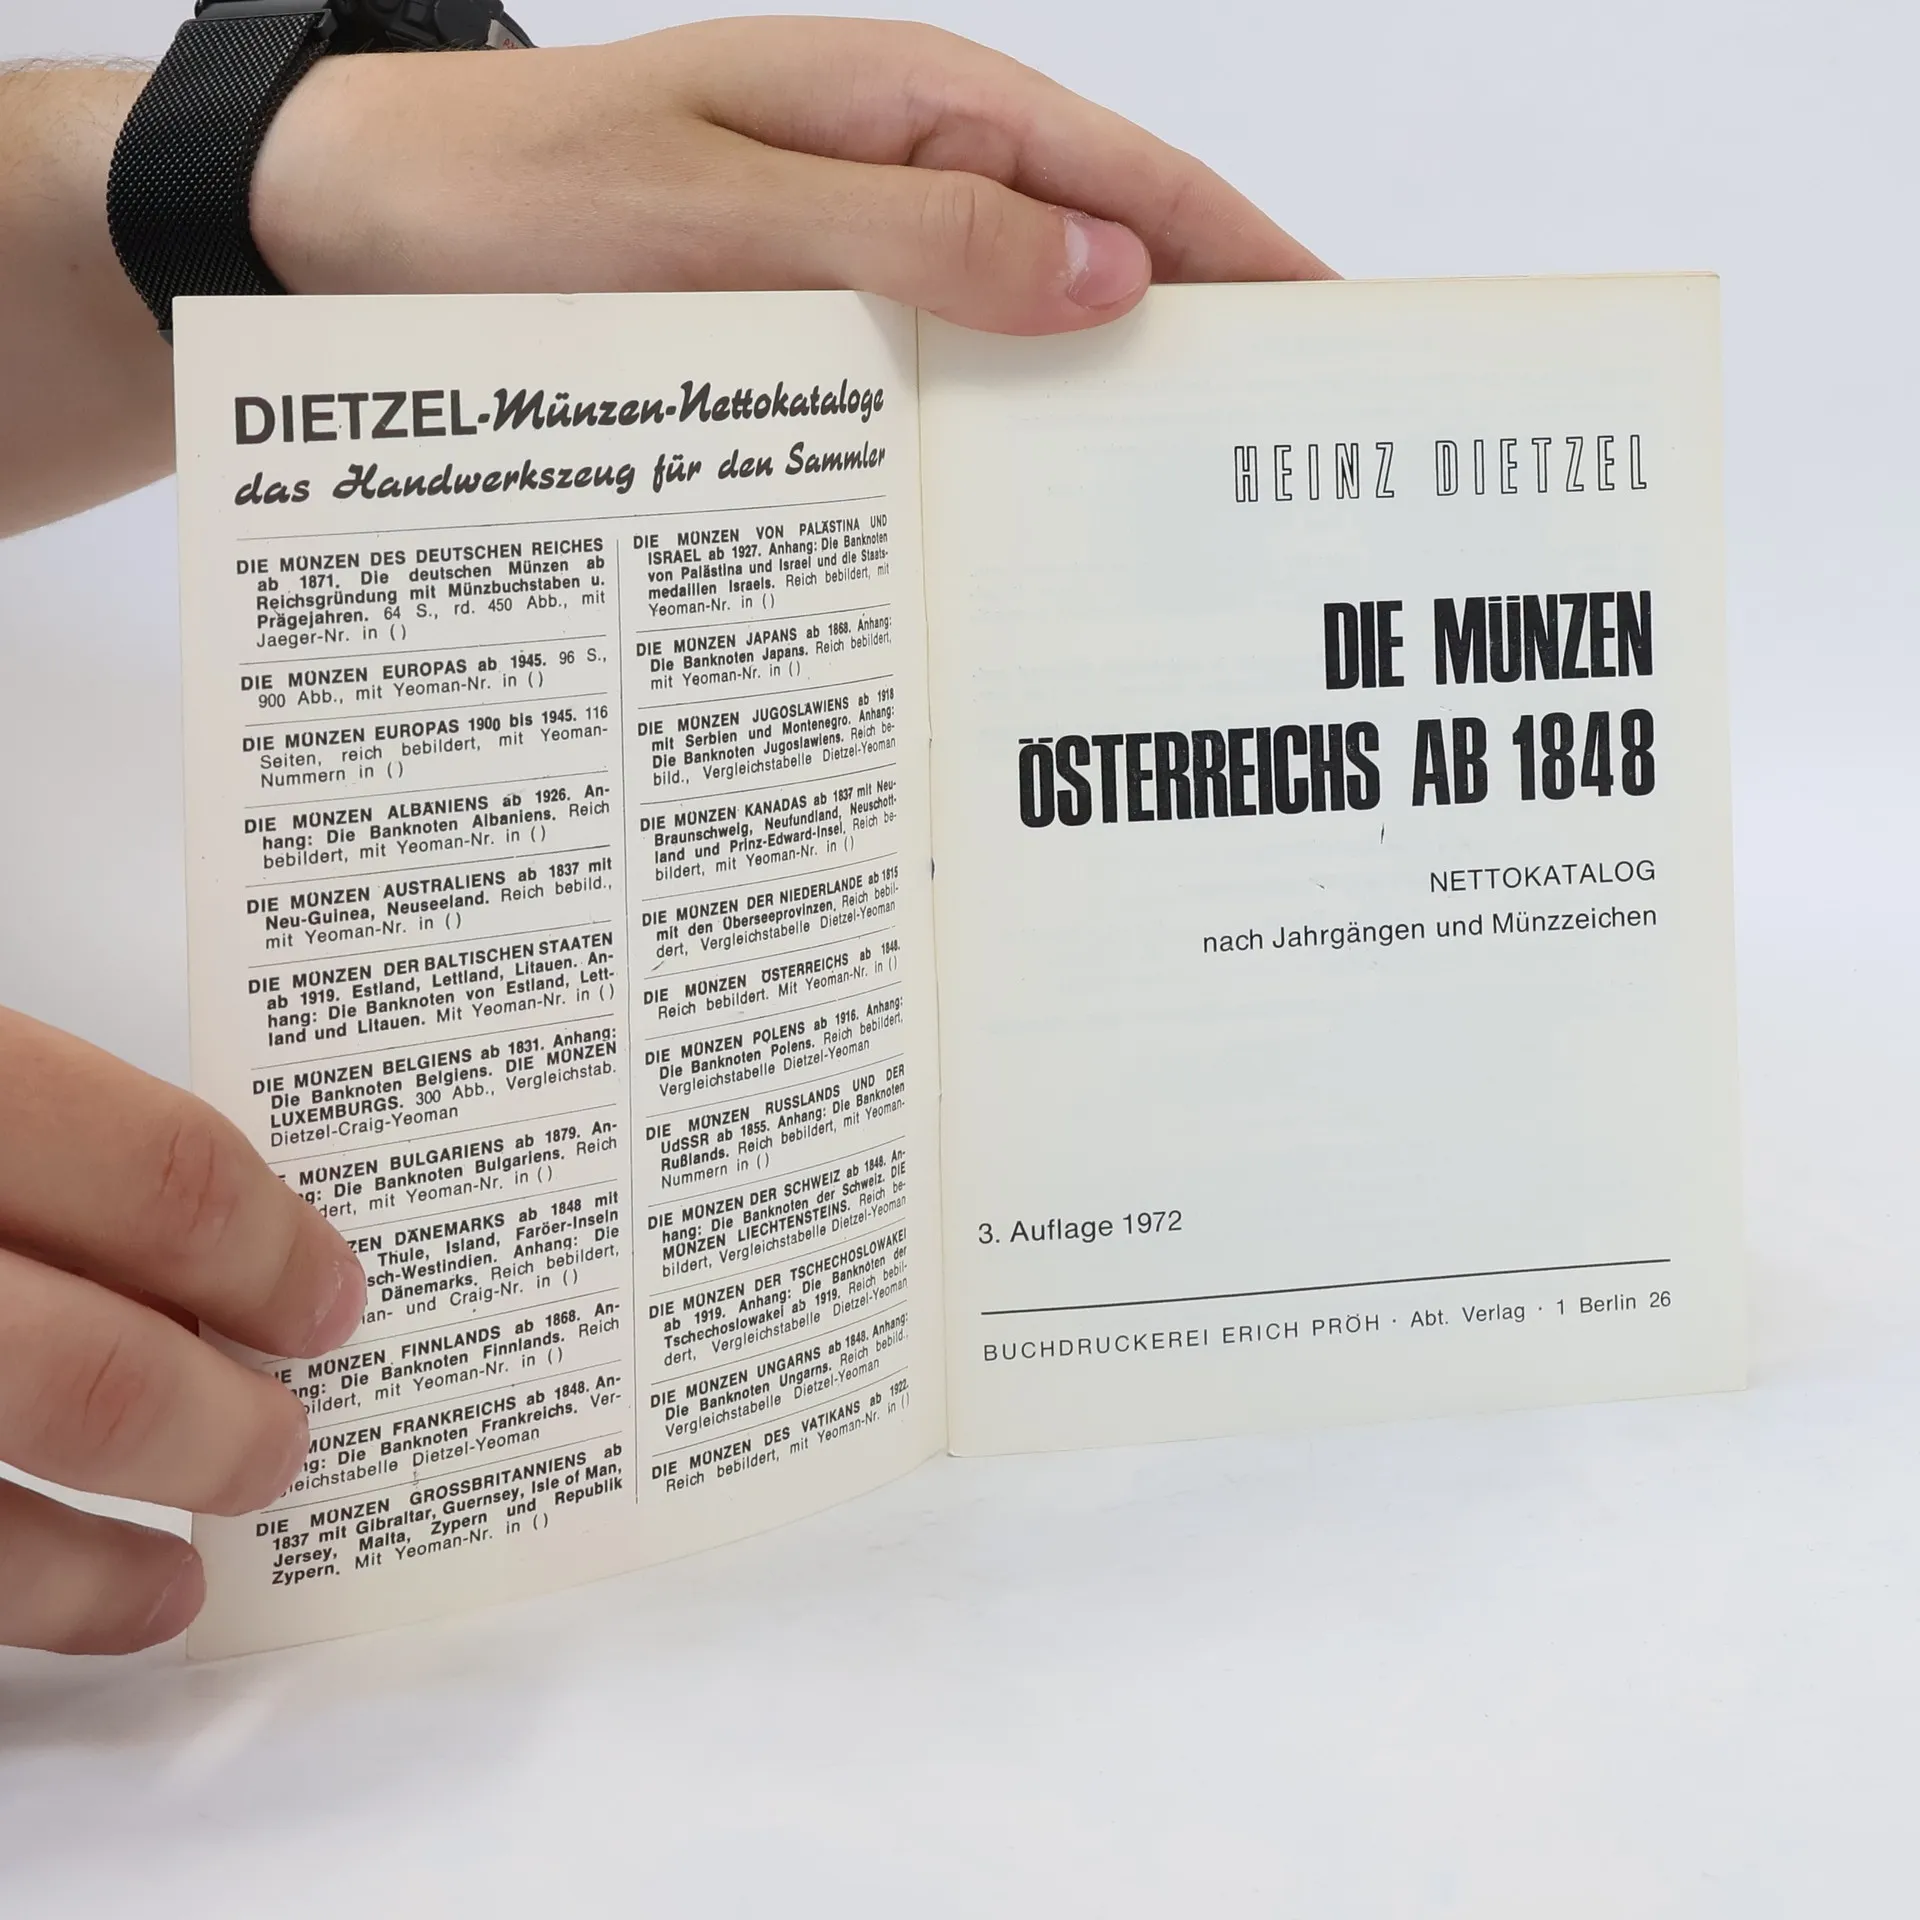 DIETZEL-Münzen-Nettokataloge
das Handwerkszeug für den Sammler
DIE MÜNZEN DES DEUTSCHEN REICHES
ab 1871. Die deutschen Münzen ab
Reichsgründung mit Münzbuchstaben u.
Prägejahren. 64 S., rd. 450 Abb., mit
Jaeger-Nr. in ( )
DIE MÜNZEN EUROPAS ab 1945. 96 S.,
900 Abb., mit Yeoman-Nr. in ( )
DIE MÜNZEN EUROPAS 1900 bis 1945. 116
Seiten, reich bebildert, mit Yeoman-
Nummern in ( )
DIE MÜNZEN ALBANIENS ab 1926. An-
hang: Die Banknoten Albaniens. Reich
bebildert, mit Yeoman-Nr. in ( )
DIE MÜNZEN AUSTRALIENS ab 1837 mit
Neu-Guinea, Neuseeland. Reich bebild.,
mit Yeoman-Nr. in ( )
DIE MÜNZEN DER BALTISCHEN STAATEN
ab 1919. Estland, Lettland, Litauen. An-
hang: Die Banknoten von Estland, Lett-
land und Litauen. Mit Yeoman-Nr. in ( )
DIE MÜNZEN BELGIENS ab 1831. Anhang:
Die Banknoten Belgiens. DIE MÜNZEN
LUXEMBURGS. 300 Abb., Vergleichstab.
Dietzel-Craig-Yeoman
MÜNZEN BULGARIENS ab 1879. An-
g: Die Banknoten Bulgariens. Reich
dert, mit Yeoman-Nr. in ( )
ZEN DÄNEMARKS ab 1848 mit
Thule, Island, Faröer-Inseln
sch-Westindien. Anhang: Die
Dänemarks. Reich bebildert,
an- und Craig-Nr. in ( )
E MÜNZEN FINNLANDS ab 1868. An-
ng: Die Banknoten Finnlands. Reich
ildert, mit Yeoman-Nr. in ( )
MÜNZEN FRANKREICHS ab 1848. An-
g: Die Banknoten Frankreichs. Ver-
leichstabelle Dietzel-Yeoman
DIE MÜNZEN GROSSBRITANNIENS ab
1837 mit Gibraltar, Guernsey, Isle of Man,
Jersey, Malta, Zypern und Republik
Zypern. Mit Yeoman-Nr. in ( )
DIE MÜNZEN VON PALÄSTINA UND
ISRAEL ab 1927. Anhang: Die Banknoten
von Palästina und Israel und die Staats-
medaillen Israels. Reich bebildert, mit
Yeoman-Nr. in ( )
DIE MÜNZEN JAPANS ab 1868. Anhang:
Die Banknoten Japans. Reich bebildert,
mit Yeoman-Nr. in ( )
DIE MÜNZEN JUGOSLAWIENS ab 1918
mit Serbien und Montenegro. Anhang:
Die Banknoten Jugoslawiens. Reich be-
bild., Vergleichstabelle Dietzel-Yeoman
DIE MÜNZEN KANADAS ab 1837 mit Neu-
Braunschweig, Neufundland, Neuschott-
land und Prinz-Edward-Insel. Reich be-
bildert, mit Yeoman-Nr. in ( )
DIE MÜNZEN DER NIEDERLANDE ab 1815
mit den Überseeprovinzen. Reich bebil-
dert, Vergleichstabelle Dietzel-Yeoman
DIE MÜNZEN ÖSTERREICHS ab 1848.
Reich bebildert. Mit Yeoman-Nr. in ( )
DIE MÜNZEN POLENS ab 1916. Anhang:
Die Banknoten Polens. Reich bebildert,
Vergleichstabelle Dietzel-Yeoman
DIE MÜNZEN RUSSLANDS UND DER
UdSSR ab 1855. Anhang: Die Banknoten
Rußlands. Reich bebildert, mit Yeoman-
Nummern in ( )
DIE MÜNZEN DER SCHWEIZ ab 1848. An-
hang: Die Banknoten der Schweiz. DIE
MÜNZEN LIECHTENSTEINS. Reich be-
bildert, Vergleichstabelle Dietzel-Yeoman
DIE MÜNZEN DER TSCHECHOSLOWAKEI
ab 1919. Anhang: Die Banknoten der
Tschechoslowakei ab 1919. Reich bebil-
dert, Vergleichstabelle Dietzel-Yeoman
DIE MÜNZEN UNGARNS ab 1848. Anhang:
Die Banknoten Ungarns. Reich bebild.,
Vergleichstabelle Dietzel-Yeoman
DIE MÜNZEN DES VATIKANS ab 1922.
Reich bebildert, mit Yeoman-Nr. in ( )
HEINZ DIETZEL
DIE MÜNZEN
ÖSTERREICHS AB 1848
NETTOKATALOG
nach Jahrgängen und Münzzeichen
3. Auflage 1972
BUCHDRUCKEREI ERICH PRÖH · Abt. Verlag · 1 Berlin 26